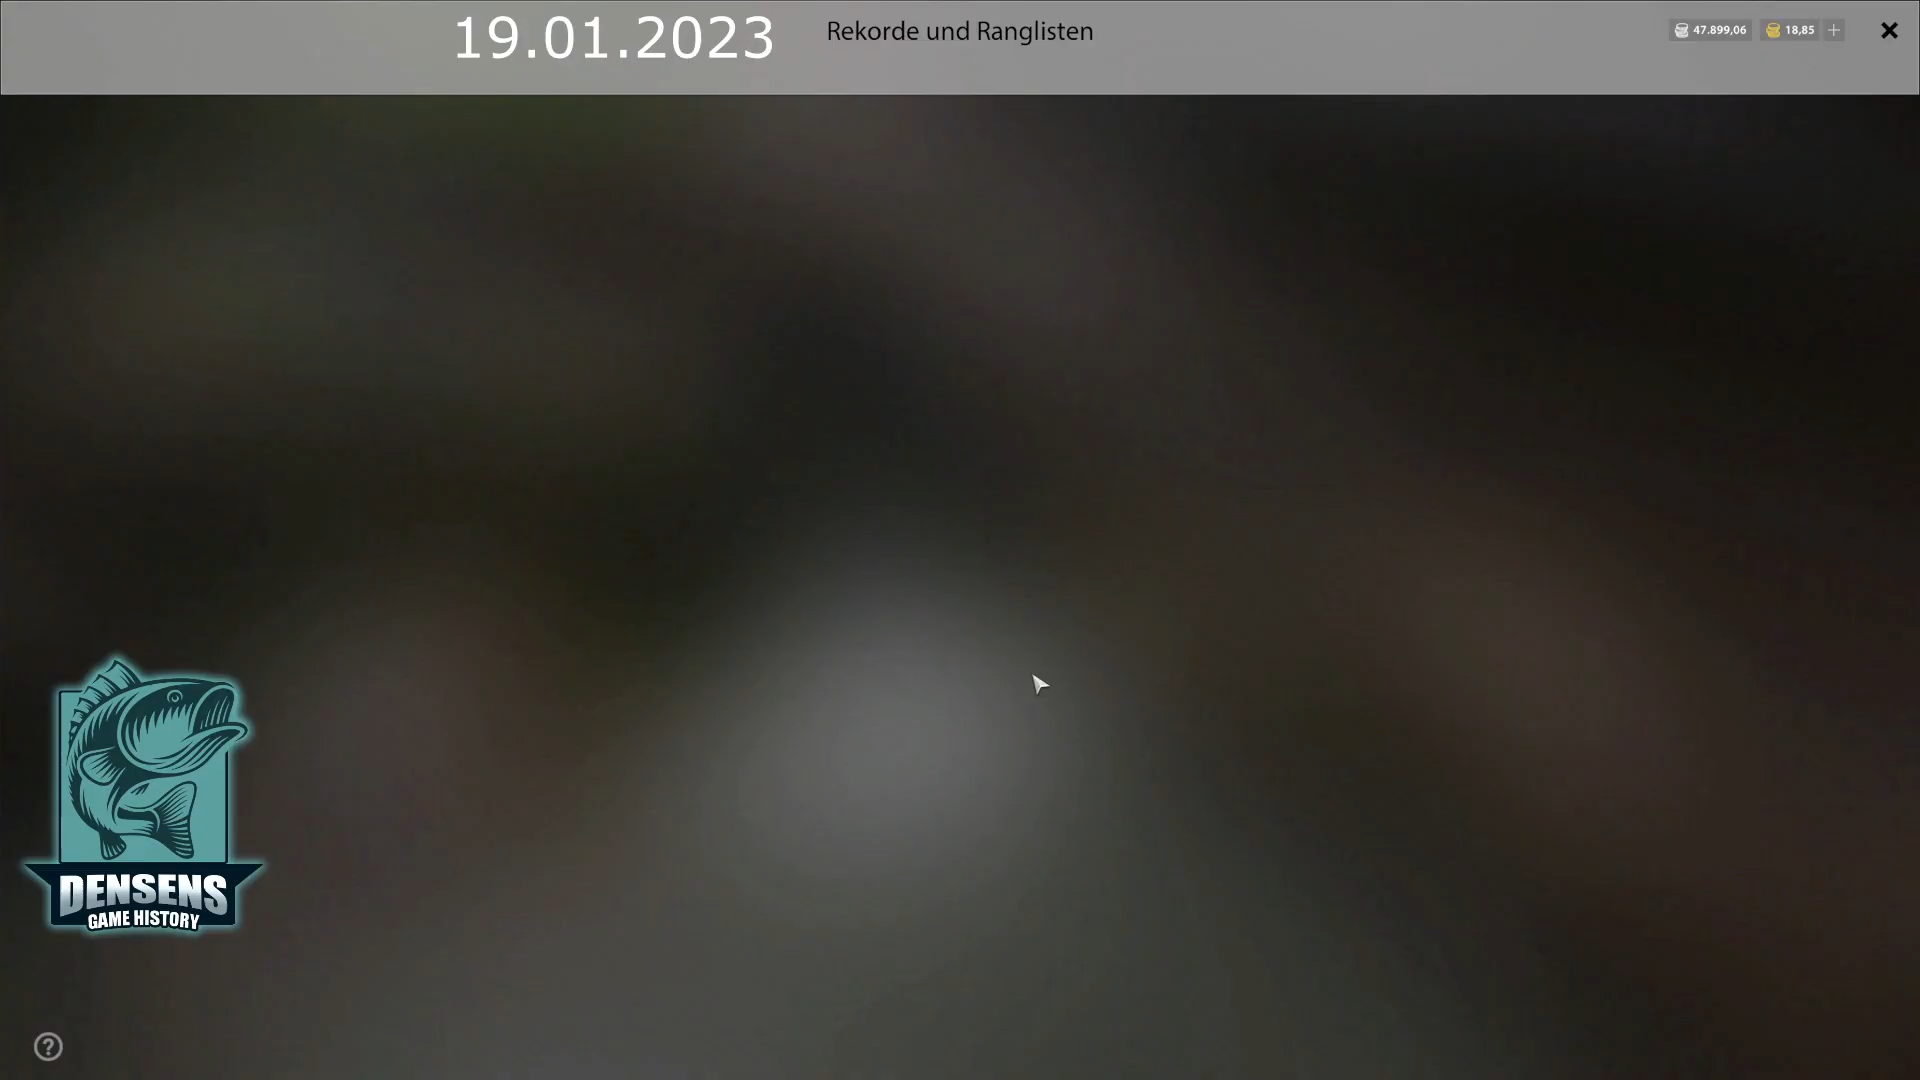 19.01.2023
Rekorde und Ranglisten
47.899,06
18,85
DENSENS
GAME HISTORY